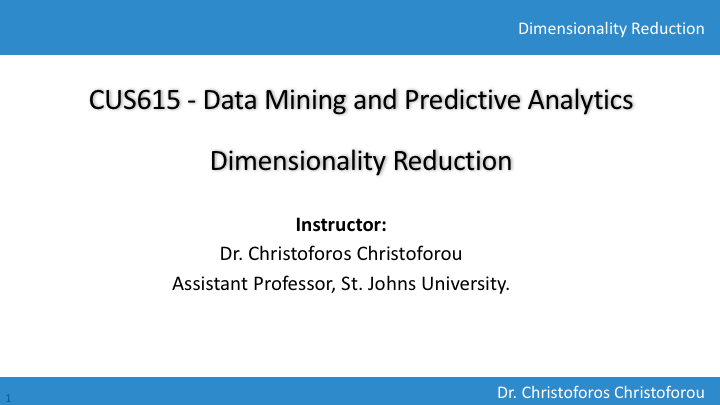 Dimensionality Reduction
CUS615 - Data Mining and Predictive Analytics
Dimensionality Reduction
Instructor:
Dr. Christoforos Christoforou
Assistant Professor, St. Johns University.
1
Dr. Christoforos Christoforou